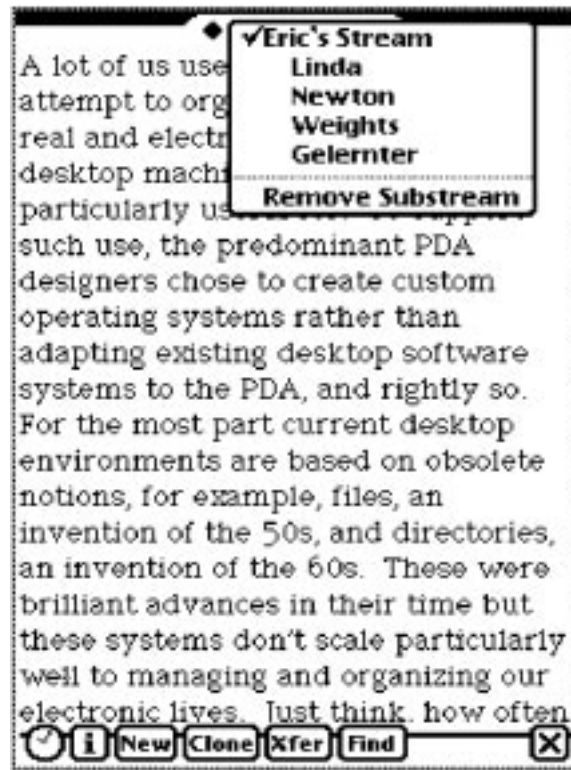 ✓Eric's Stream
Linda
Newton
Weights
Gelernter
Remove Substream
A lot of us use
attempt to org
real and electr
desktop machi
particularly us
such use, the predominant PDA
designers chose to create custom
operating systems rather than
adapting existing desktop software
systems to the PDA, and rightly so.
For the most part current desktop
environments are based on obsolete
notions, for example, files, an
invention of the 50s, and directories,
an invention of the 60s. These were
brilliant advances in their time but
these systems don't scale particularly
well to managing and organizing our
electronic lives. Just think. how often
i New Clone Xfer Find X